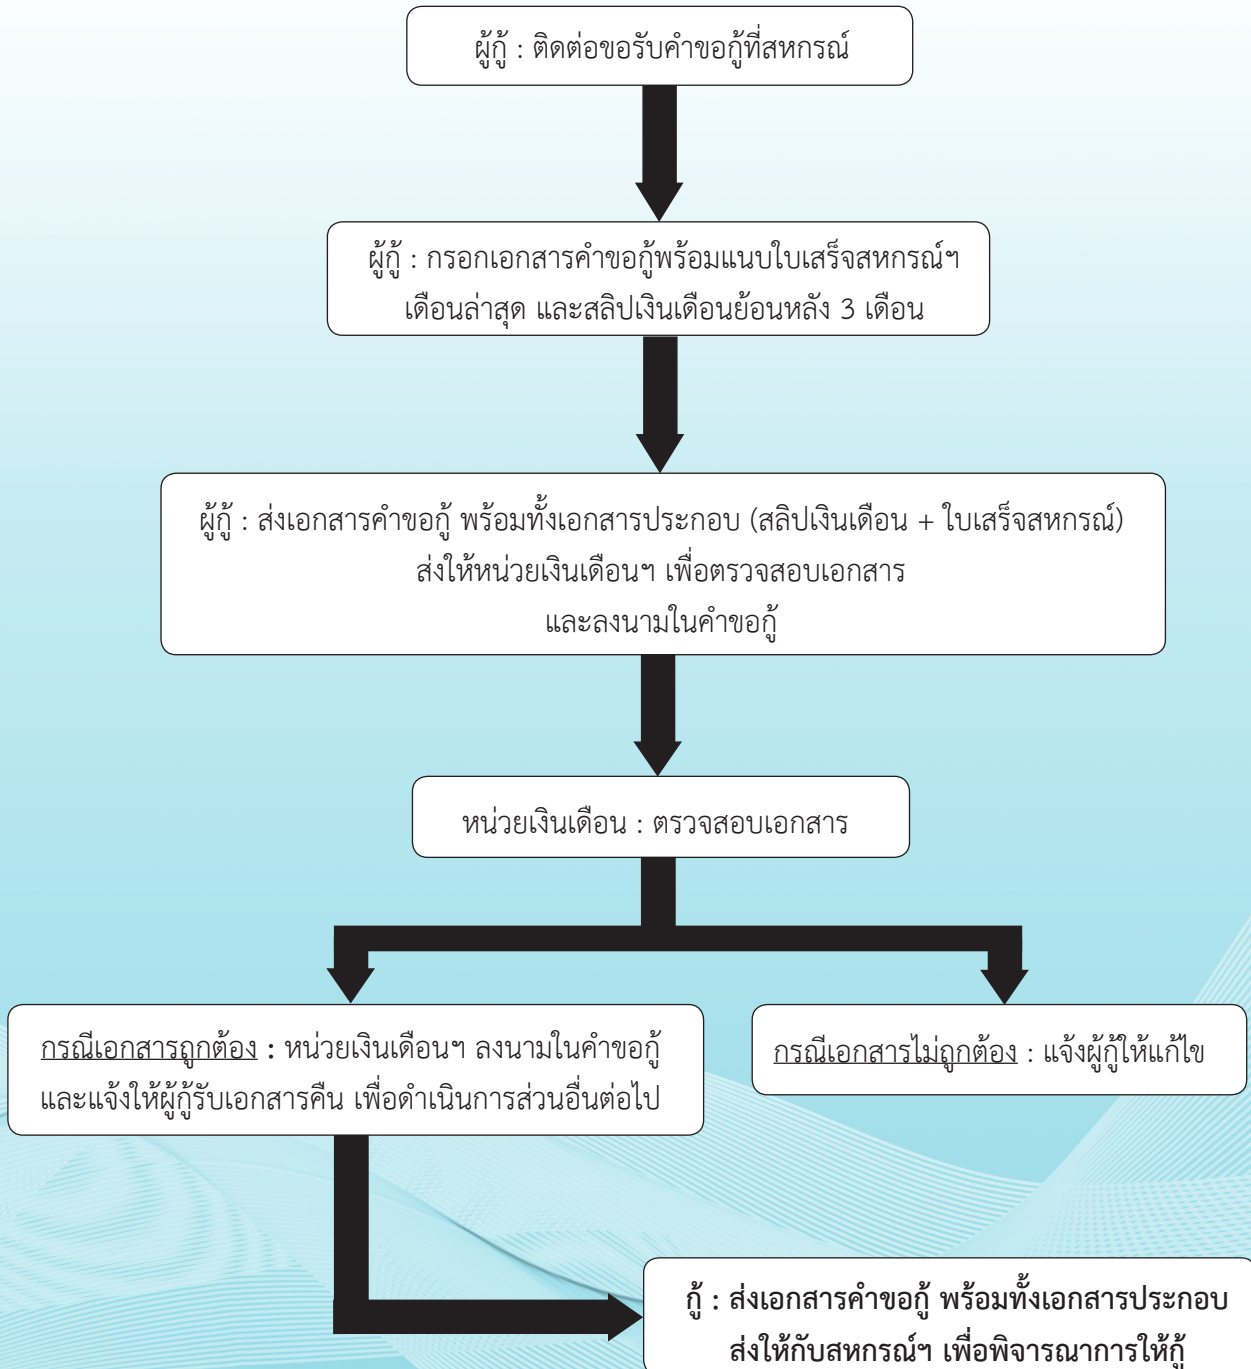 ผู้กู้ : ติดต่อขอรับคำขอกู้ที่สหกรณ์
ผู้กู้ : กรอกเอกสารคำขอกู้พร้อมแนบใบเสร็จสหกรณ์ฯ
เดือนล่าสุด และสลิปเงินเดือนย้อนหลัง 3 เดือน
ผู้กู้ : ส่งเอกสารคำขอกู้ พร้อมทั้งเอกสารประกอบ (สลิปเงินเดือน + ใบเสร็จสหกรณ์)
ส่งให้หน่วยเงินเดือนฯ เพื่อตรวจสอบเอกสาร
และลงนามในคำขอกู้
หน่วยเงินเดือน : ตรวจสอบเอกสาร
กรณีเอกสารถูกต้อง : หน่วยเงินเดือนฯ ลงนามในคำขอกู้
และแจ้งให้ผู้กู้รับเอกสารคืน เพื่อดำเนินการส่วนอื่นต่อไป
กรณีเอกสารไม่ถูกต้อง : แจ้งผู้กู้ให้แก้ไข
กู้ : ส่งเอกสารคำขอกู้ พร้อมทั้งเอกสารประกอบ
ส่งให้กับสหกรณ์ฯ เพื่อพิจารณาการให้กู้